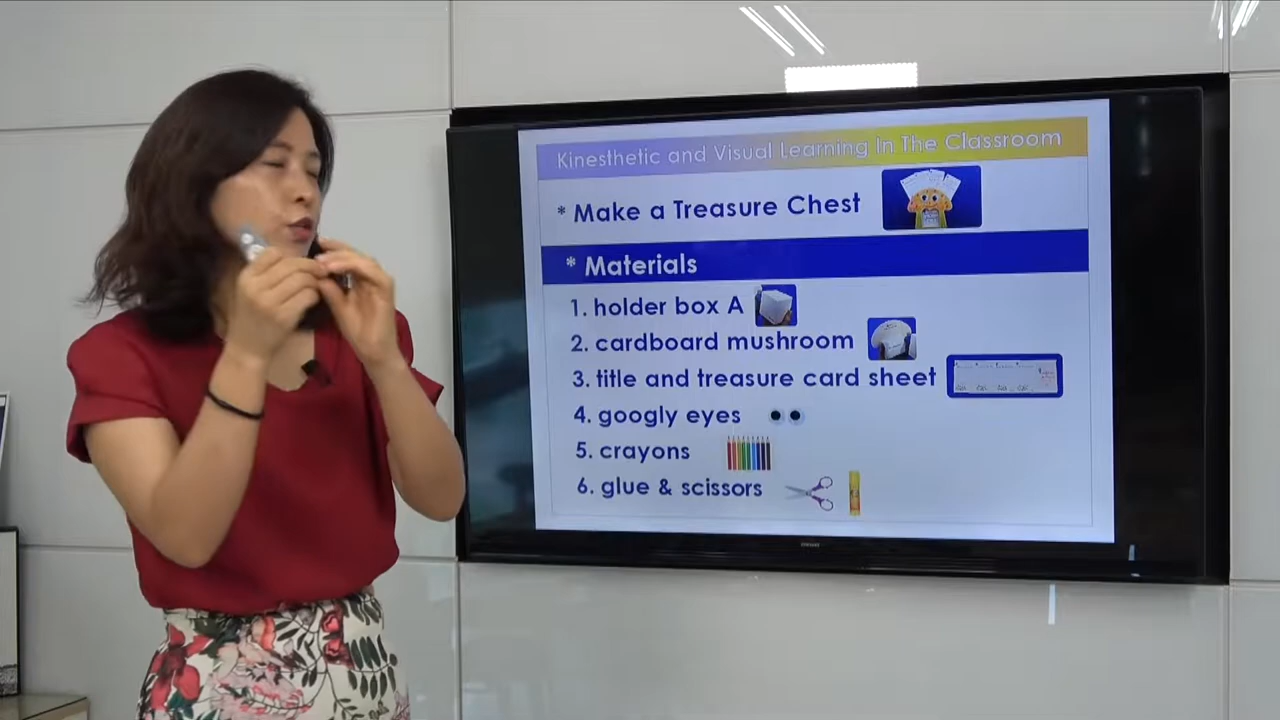 Kinesthetic and Visual Learning In The Classroom
* Make a Treasure Chest
* Materials
1. holder box A
2. cardboard mushroom
3. title and treasure card sheet
4. googly eyes
5. crayons
6. glue & scissors
SAMSUNG